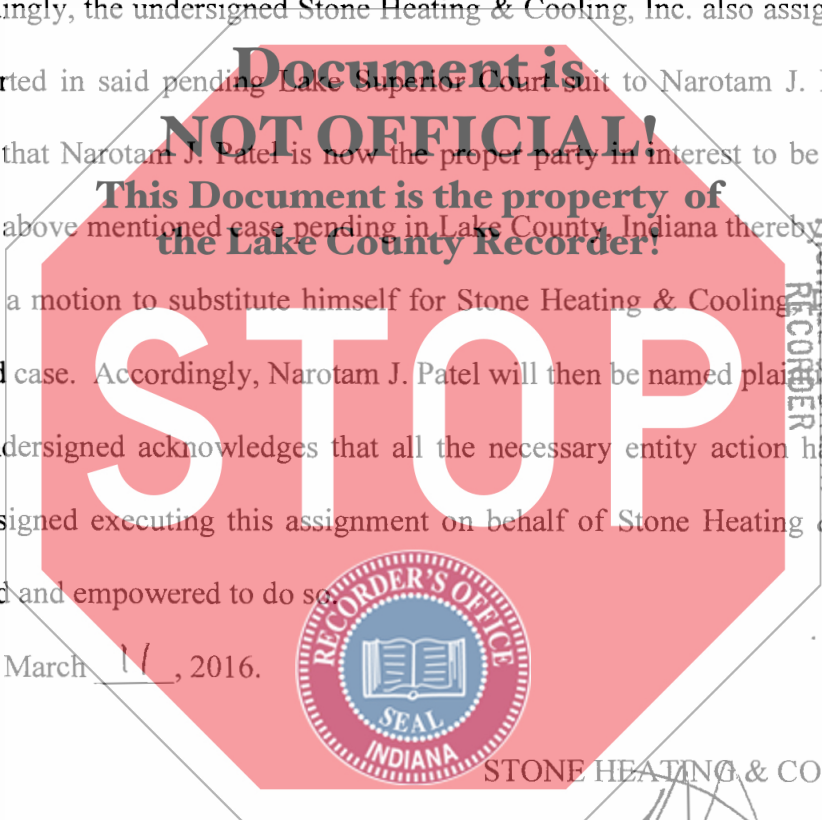 ingly, the undersigned Stone Heating & Cooling, Inc. also assig
Document is
rted in said pending Lake Superior Court suit to Narotam J.
NOT OFFICIAL!
that Narotam J. Patel is now the proper party in interest to be
This Document is the property of
above mentioned case pending in Lake County, Indiana thereby
the Lake County Recorder!
a motion to substitute himself for Stone Heating & Cooling,
RECORDER
case. Accordingly, Narotam J. Patel will then be named plai
STOP
dersigned acknowledges that all the necessary entity action ha
signed executing this assignment on behalf of Stone Heating &
d and empowered to do so.
RECORDER'S OFFICE
March 11, 2016.
SEAL
INDIANA
STONE HEATING & CO